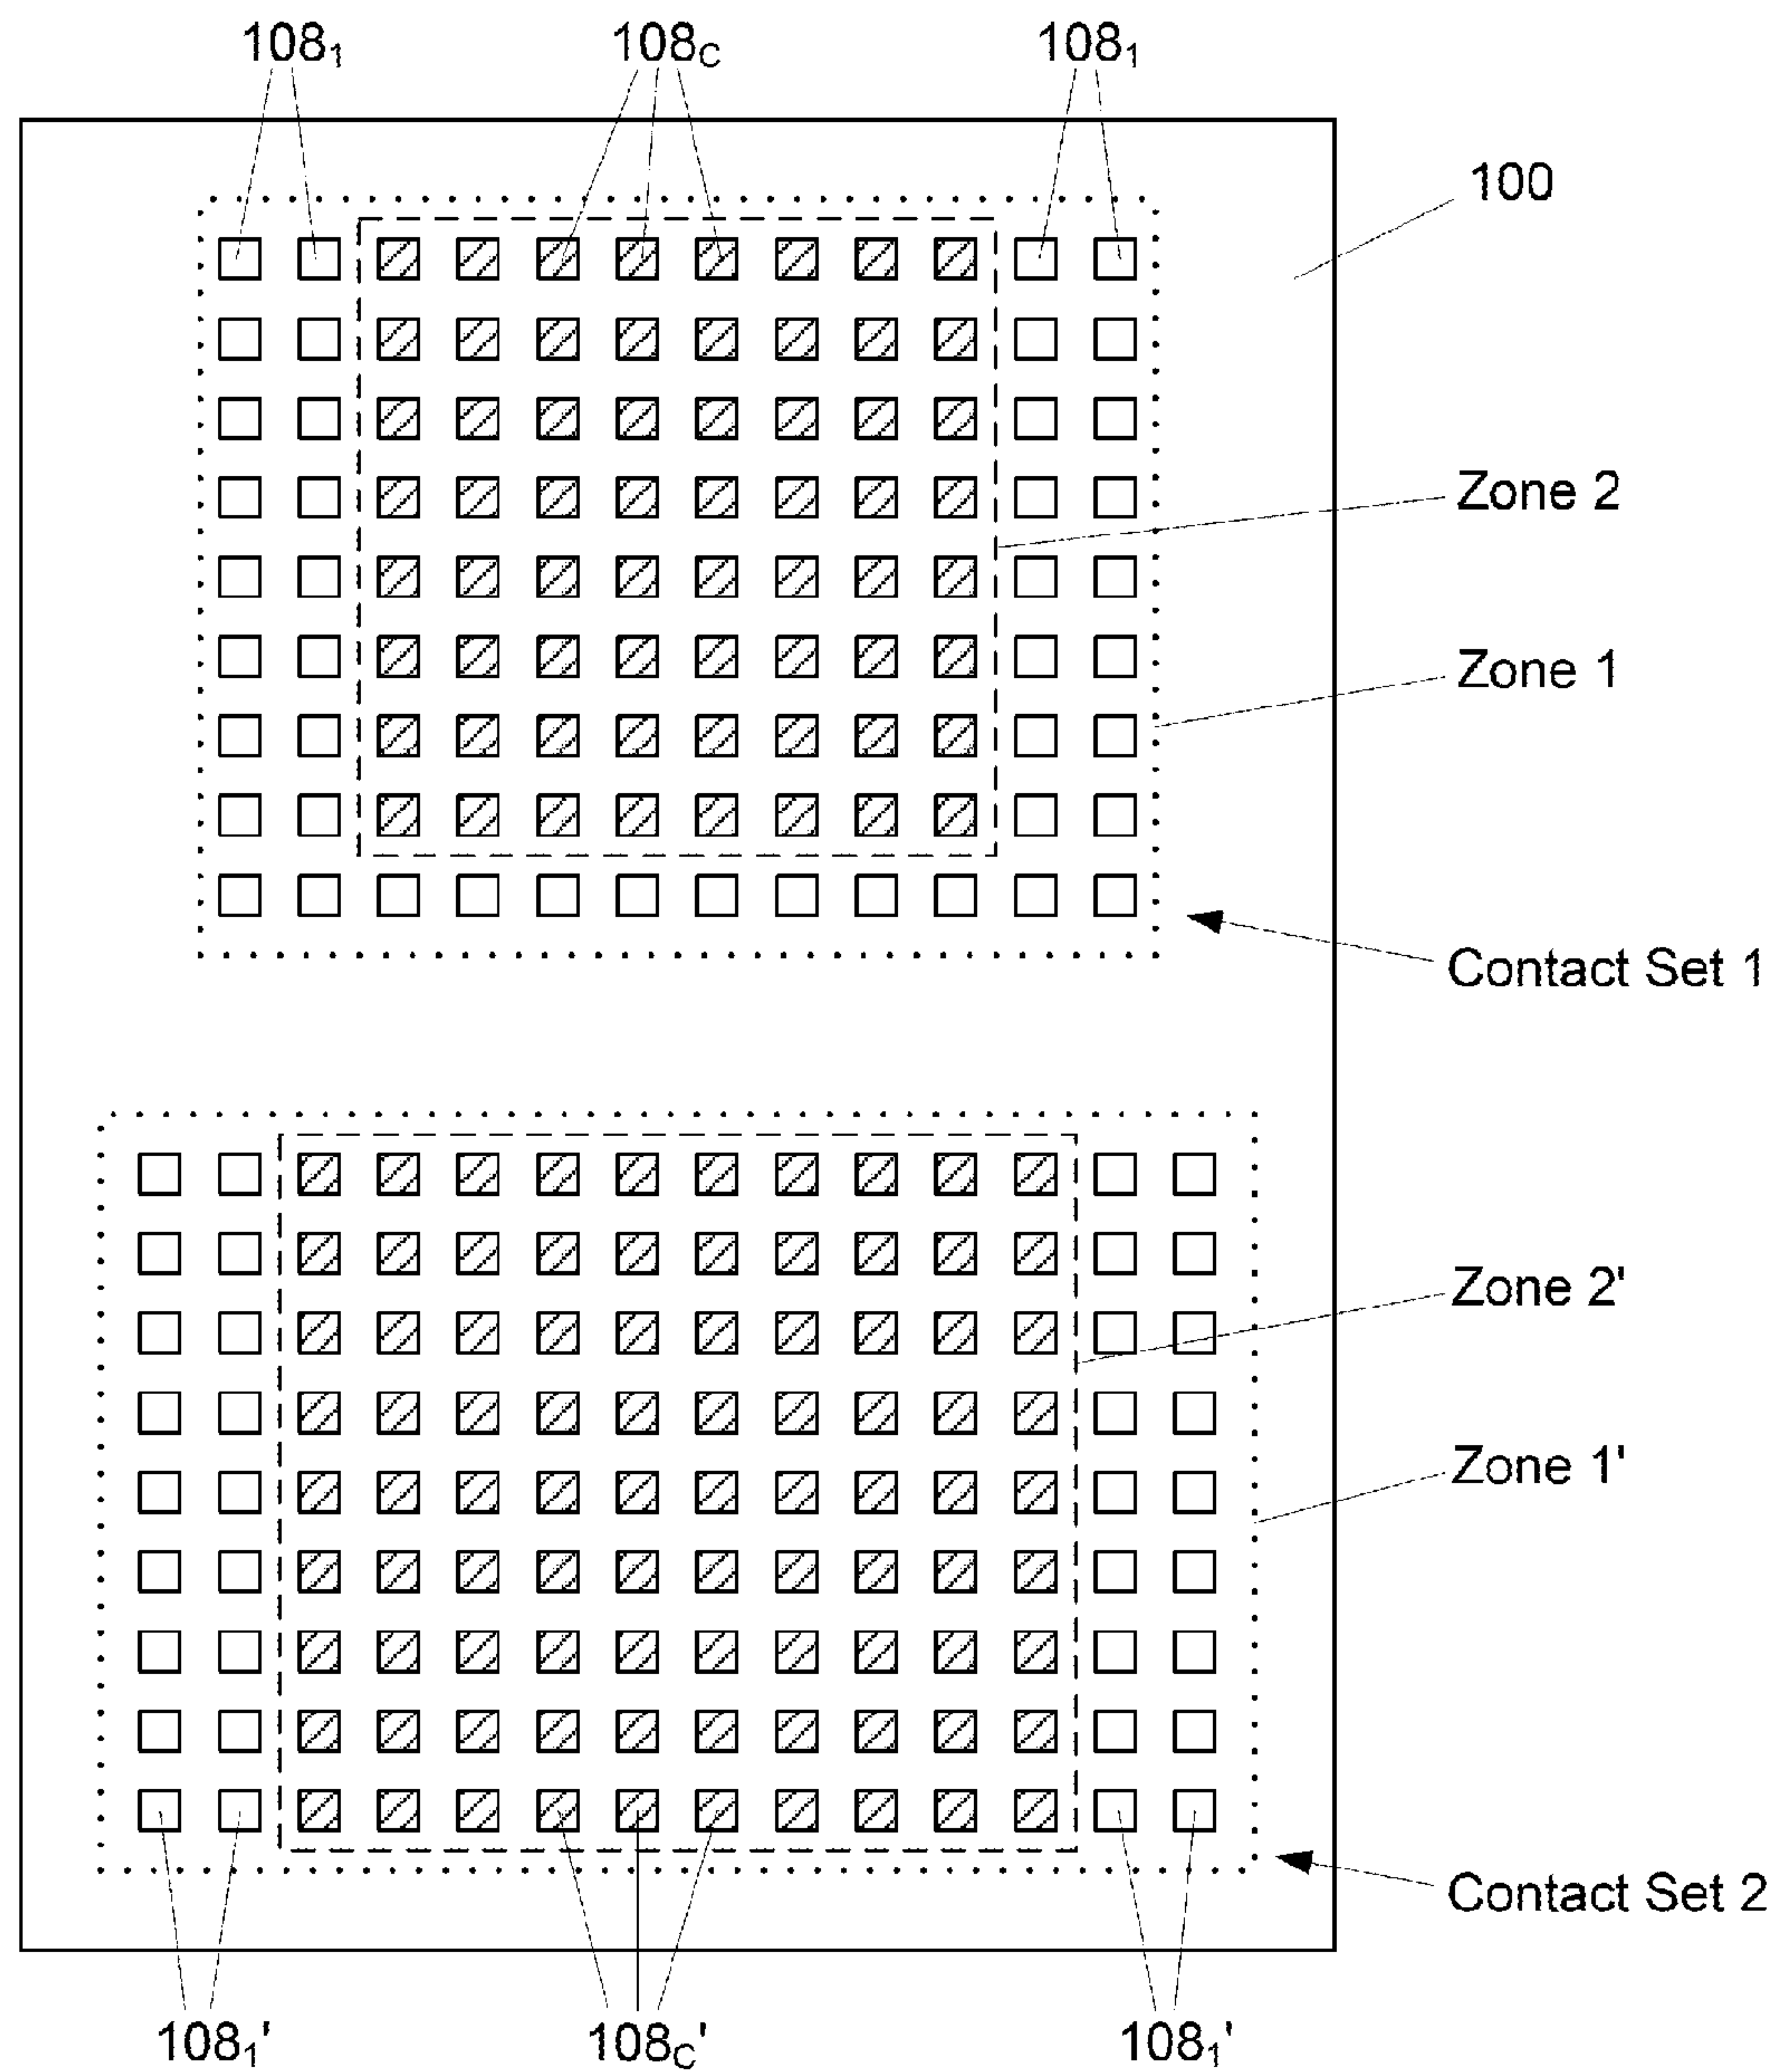 108₁
108C
108₁
100
Zone 2
Zone 1
Contact Set 1
Zone 2'
Zone 1'
Contact Set 2
108₁'
108C'
108₁'